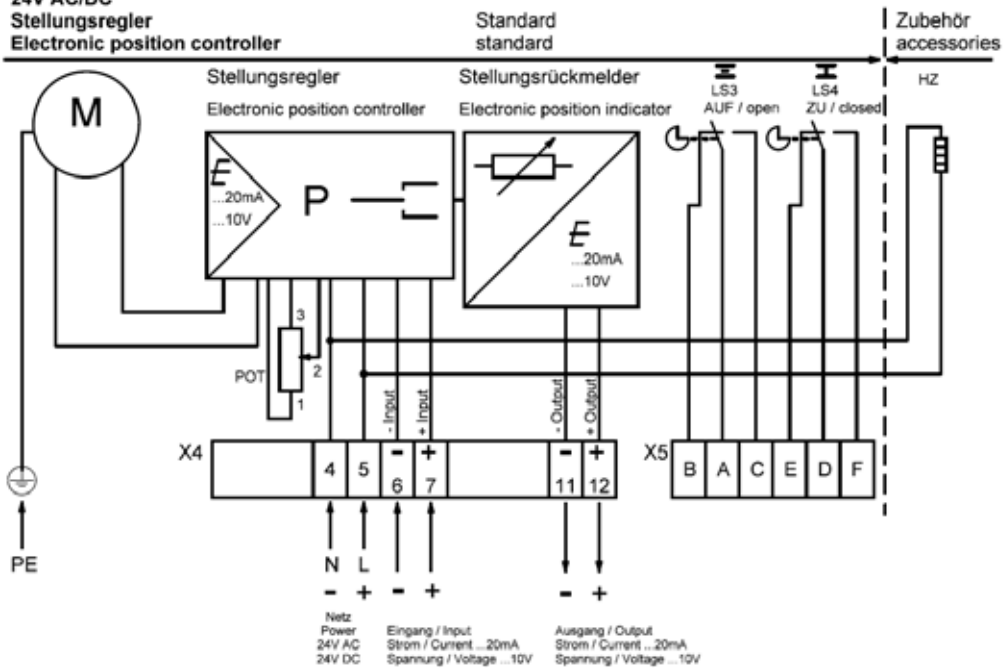 24V AC/DC
Stellungsregler
Electronic position controller
Standard
standard
Zubehör
accessories
Stellungsregler
Electronic position controller
Stellungsrückmelder
Electronic position indicator
LS3
AUF / open
LS4
ZU / closed
HZ
M
E
...20mA
...10V
P
E
...20mA
...10V
POT
3
2
1
- Input
+ Input
- Output
+ Output
X4
4
5
-
6
+
7
-
11
+
12
X5
B
A
C
E
D
F
PE
N
L
-
+
-
+
-
+
Netz
Power
24V AC
24V DC
Eingang / Input
Strom / Current ...20mA
Spannung / Voltage ...10V
Ausgang / Output
Strom / Current ...20mA
Spannung / Voltage ...10V